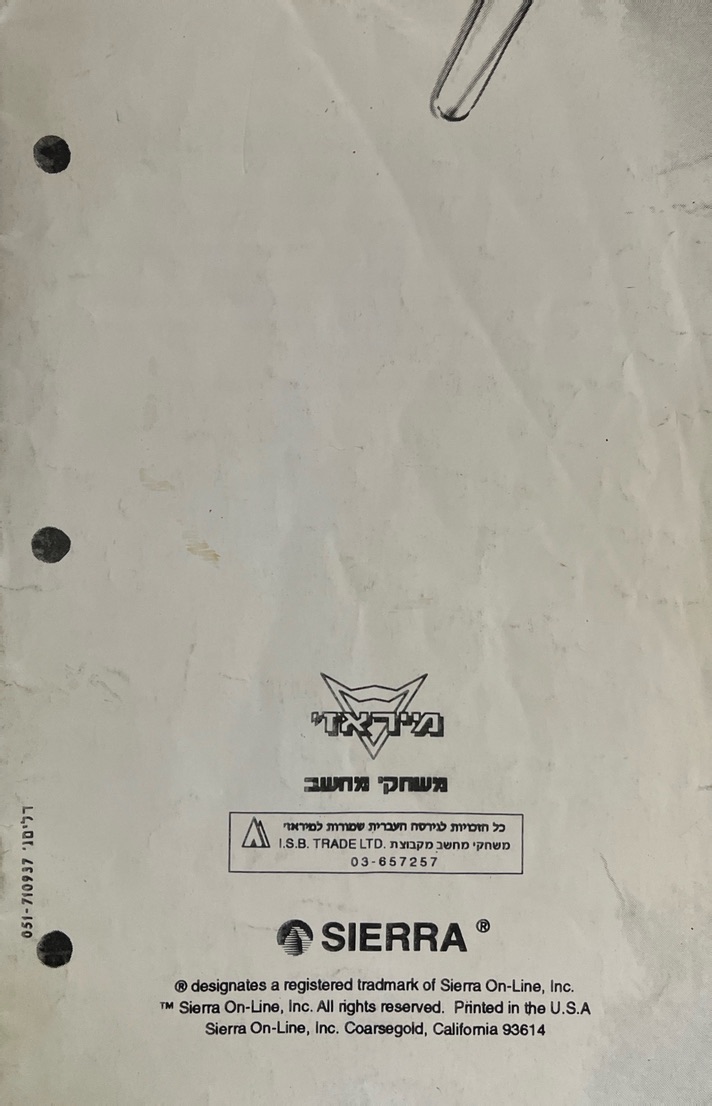 מיראז'
משחקי מחשב
כל הזכויות לגירסה העברית שמורות למיראז'
משחקי מחשב מקבוצת I.S.B. TRADE LTD.
03-657257
SIERRA ®
® designates a registered tradmark of Sierra On-Line, Inc.
™ Sierra On-Line, Inc. All rights reserved. Printed in the U.S.A
Sierra On-Line, Inc. Coarsegold, California 93614
051-710937